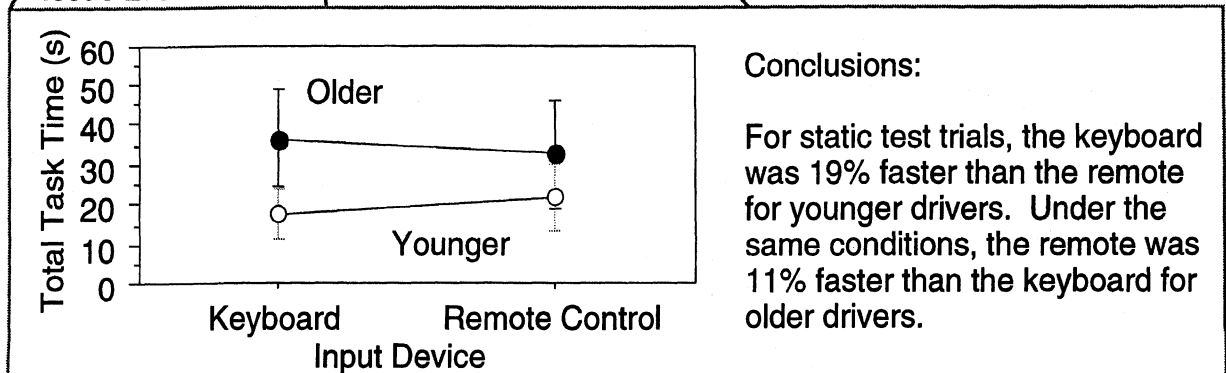 Total Task Time (s)
60
50
40
30
20
10
0
Older
Younger
Keyboard
Remote Control
Input Device
Conclusions:
For static test trials, the keyboard
was 19% faster than the remote
for younger drivers. Under the
same conditions, the remote was
11% faster than the keyboard for
older drivers.